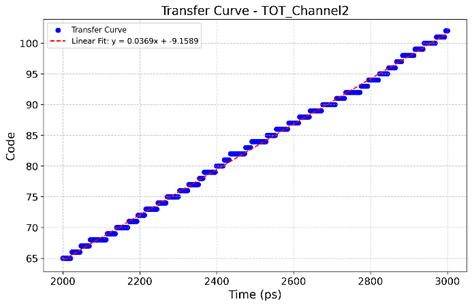 Transfer Curve - TOT_Channel2
Transfer Curve
Linear Fit: y = 0.0369x + -9.1589
Code
100
95
90
85
80
75
70
65
2000
2200
2400
2600
2800
3000
Time (ps)